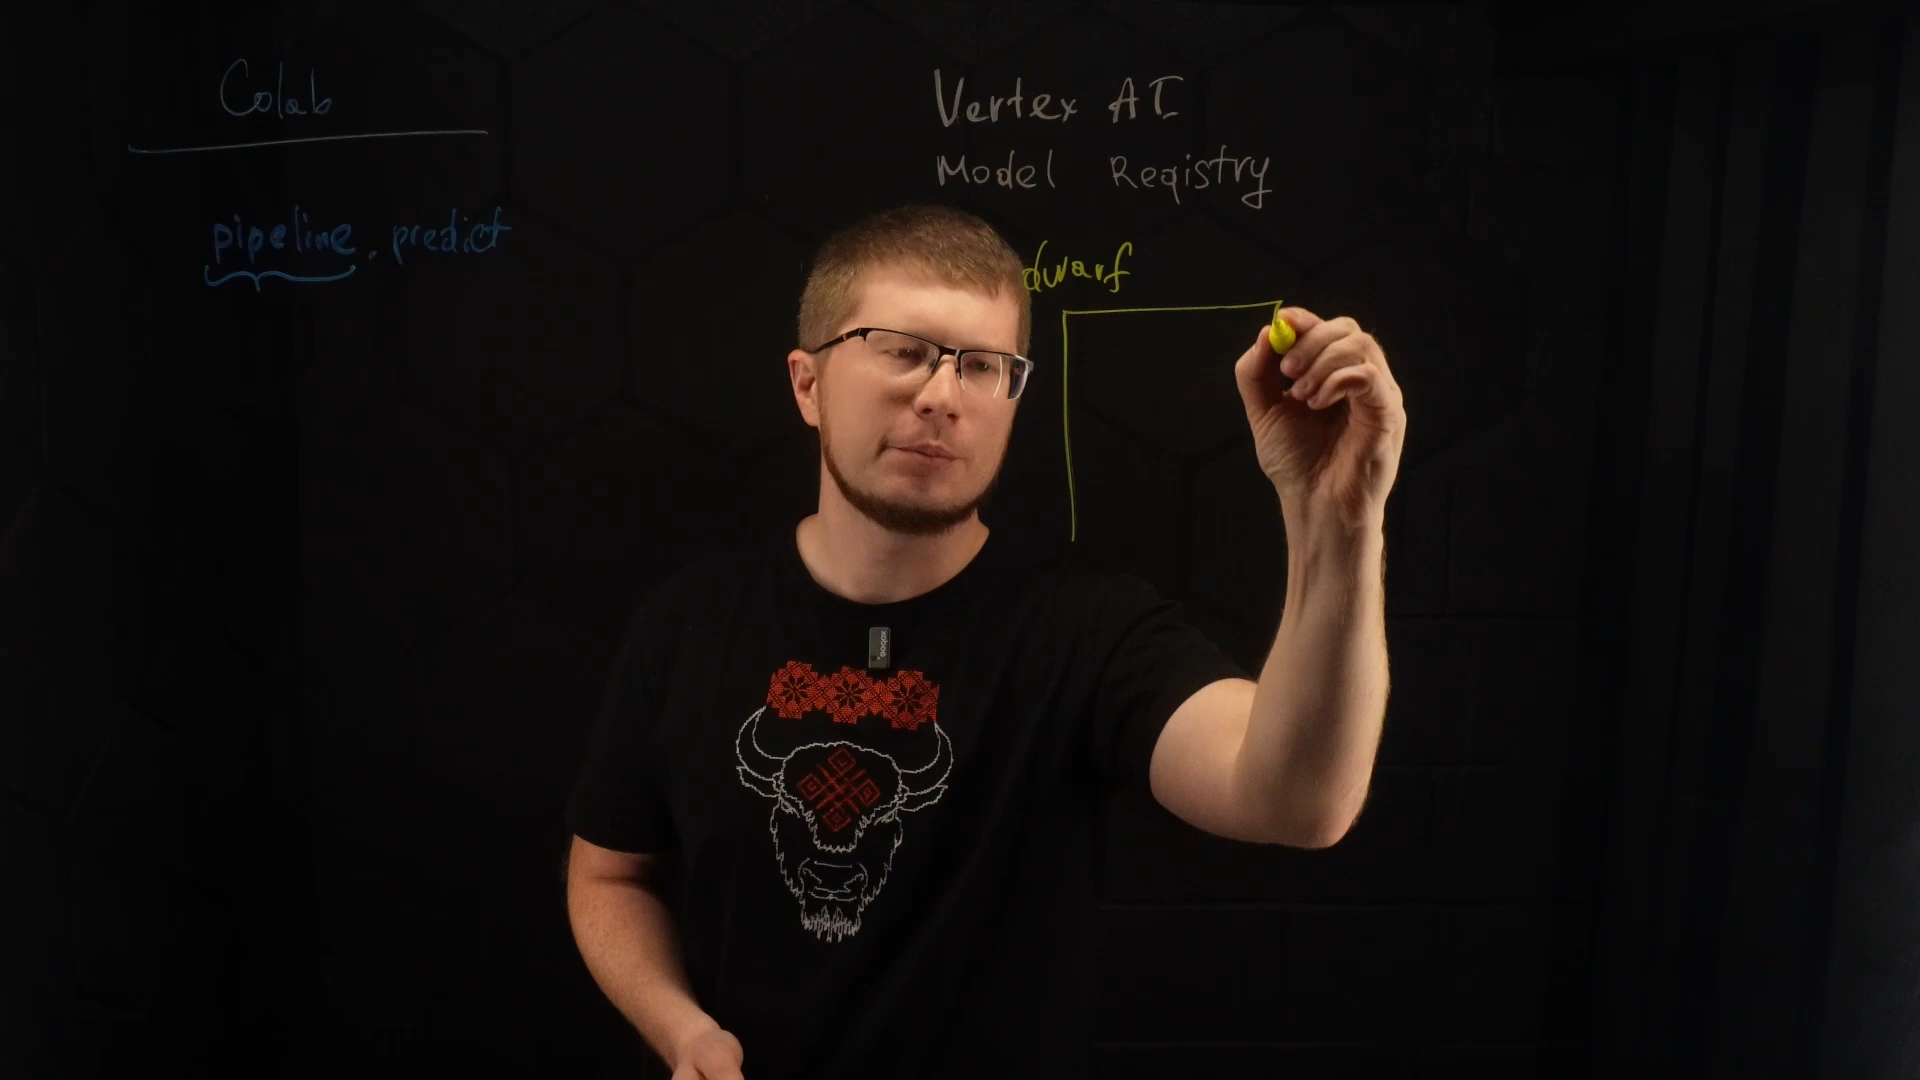 Colab
pipeline.predict
Vertex AI
Model Registry
dwarf